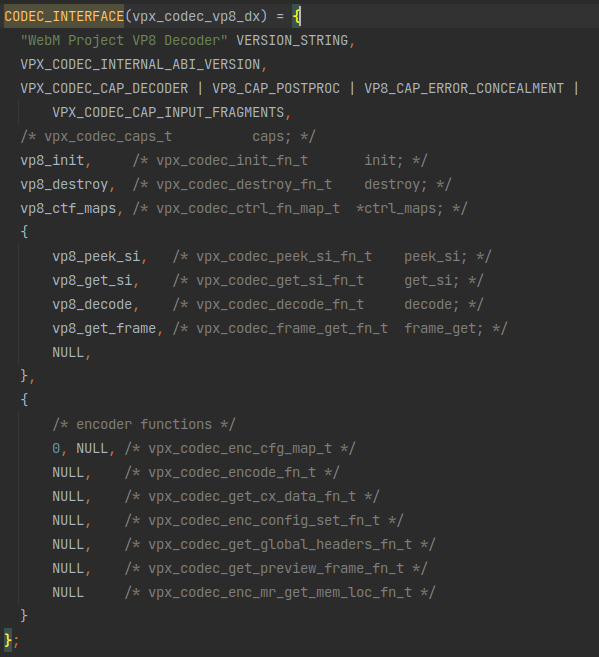 CODEC_INTERFACE(vpx_codec_vp8_dx) = {
"WebM Project VP8 Decoder" VERSION_STRING,
VPX_CODEC_INTERNAL_ABI_VERSION,
VPX_CODEC_CAP_DECODER | VP8_CAP_POSTPROC | VP8_CAP_ERROR_CONCEALMENT |
VPX_CODEC_CAP_INPUT_FRAGMENTS,
/* vpx_codec_caps_t caps; */
vp8_init, /* vpx_codec_init_fn_t init; */
vp8_destroy, /* vpx_codec_destroy_fn_t destroy; */
vp8_ctf_maps, /* vpx_codec_ctrl_fn_map_t *ctrl_maps; */
{
vp8_peek_si, /* vpx_codec_peek_si_fn_t peek_si; */
vp8_get_si, /* vpx_codec_get_si_fn_t get_si; */
vp8_decode, /* vpx_codec_decode_fn_t decode; */
vp8_get_frame, /* vpx_codec_frame_get_fn_t frame_get; */
NULL,
},
{
/* encoder functions */
0, NULL, /* vpx_codec_enc_cfg_map_t */
NULL, /* vpx_codec_encode_fn_t */
NULL, /* vpx_codec_get_cx_data_fn_t */
NULL, /* vpx_codec_enc_config_set_fn_t */
NULL, /* vpx_codec_get_global_headers_fn_t */
NULL, /* vpx_codec_get_preview_frame_fn_t */
NULL /* vpx_codec_enc_mr_get_mem_loc_fn_t */
}
};